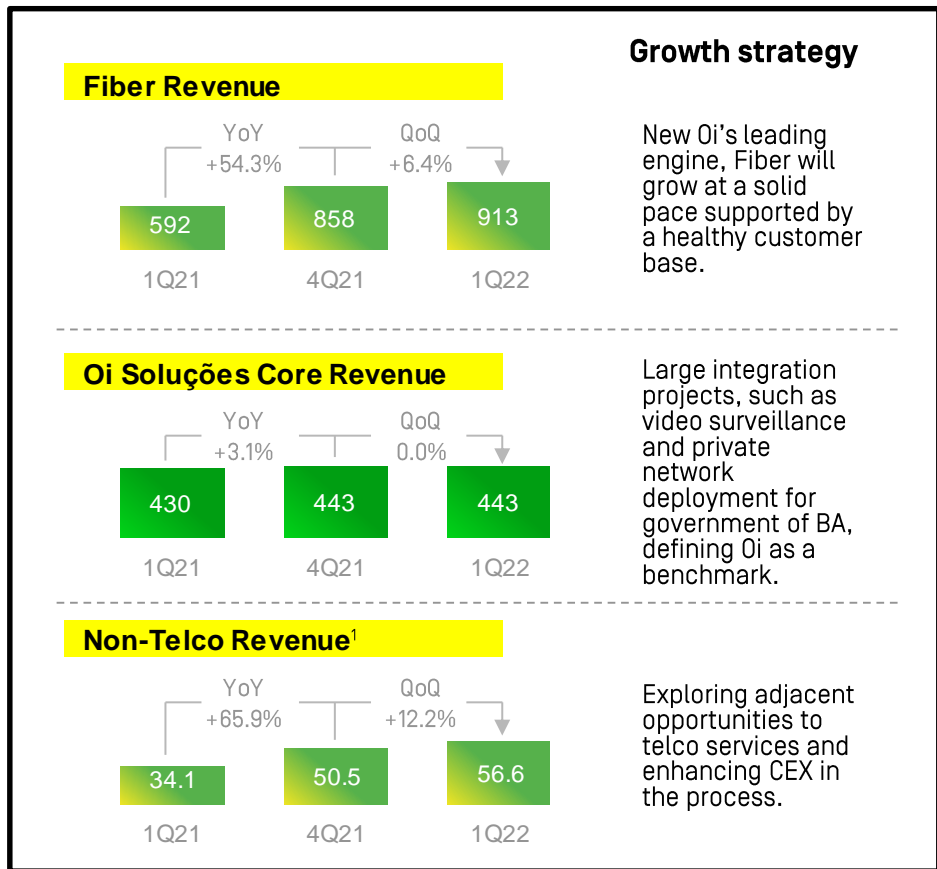 Growth strategy
Fiber Revenue
YoY
+54.3%
QoQ
+6.4%
592
858
913
1Q21
4Q21
1Q22
New Oi's leading
engine, Fiber will
grow at a solid
pace supported by
a healthy customer
base.
Oi Soluções Core Revenue
YoY
+3.1%
QoQ
0.0%
430
443
443
1Q21
4Q21
1Q22
Large integration
projects, such as
video surveillance
and private
network
deployment for
government of BA,
defining Oi as a
benchmark.
Non-Telco Revenue¹
YoY
+65.9%
QoQ
+12.2%
34.1
50.5
56.6
1Q21
4Q21
1Q22
Exploring adjacent
opportunities to
telco services and
enhancing CEX in
the process.